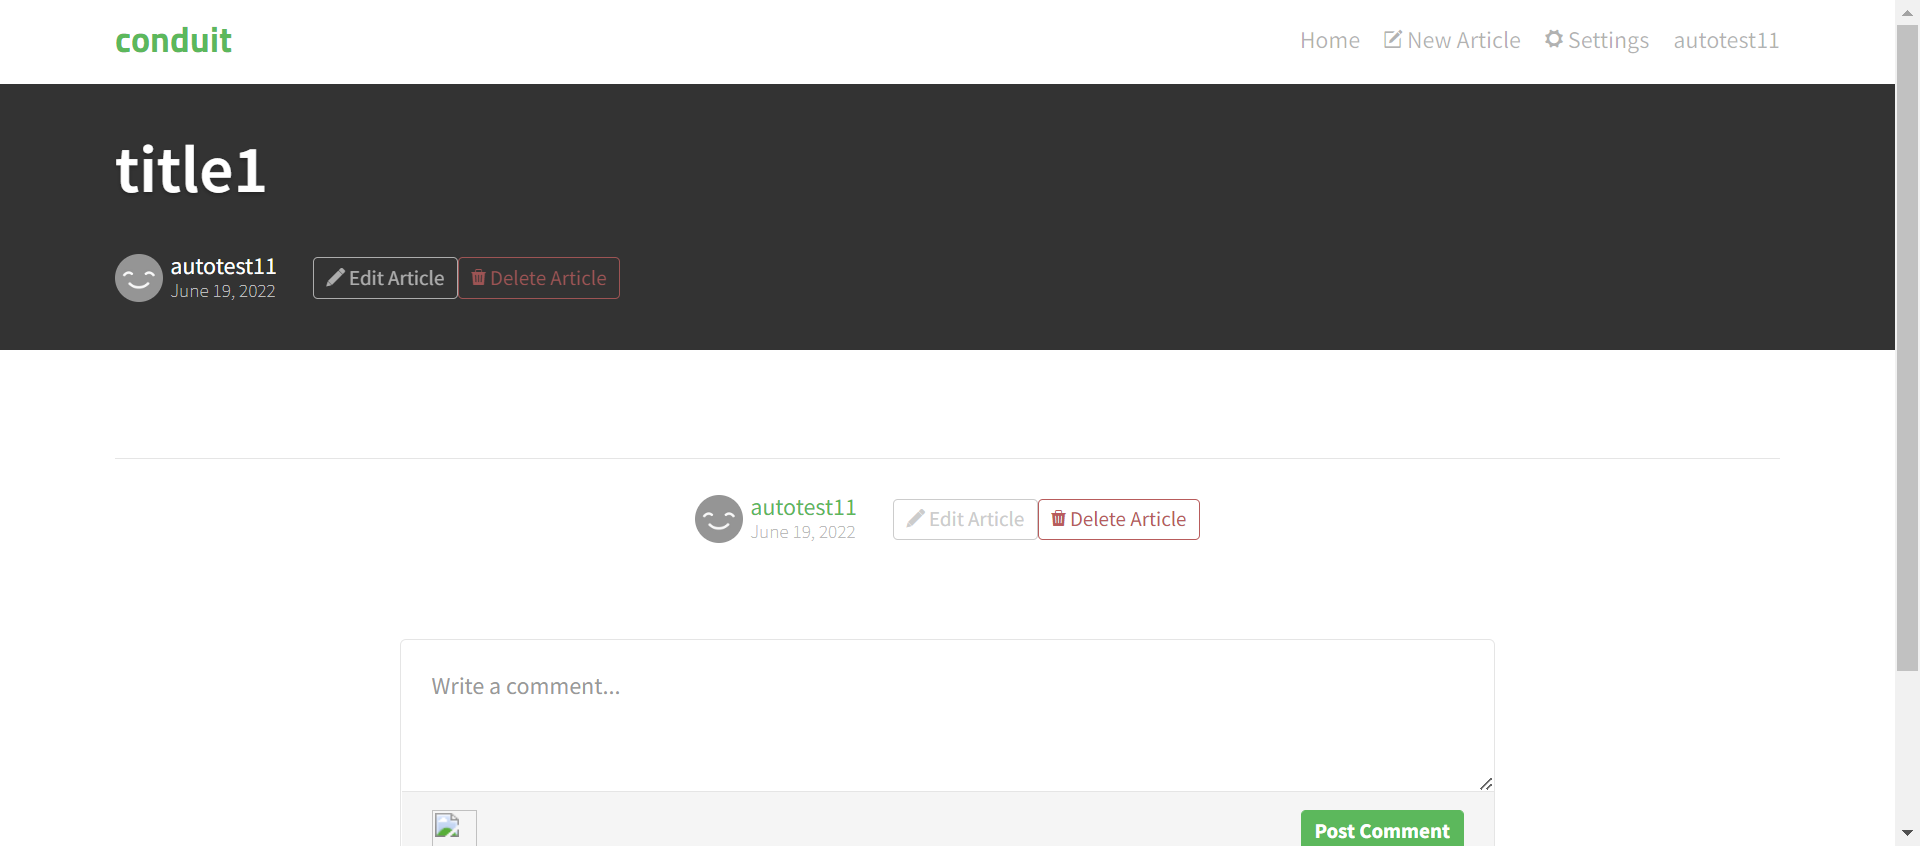 conduit
Home New Article Settings autotest11
title1
autotest11
June 19, 2022
Edit Article Delete Article
autotest11
June 19, 2022
Edit Article Delete Article
Write a comment...
Post Comment